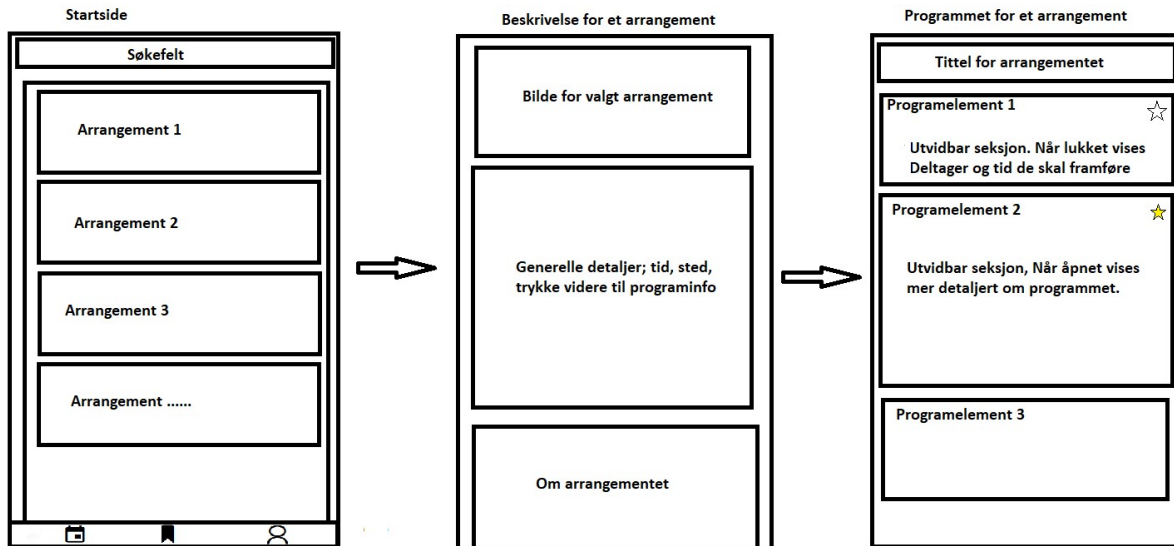 Startside
Søkefelt
Arrangement 1
Arrangement 2
Arrangement 3
Arrangement ......
Beskrivelse for et arrangement
Bilde for valgt arrangement
Generelle detaljer; tid, sted,
trykke videre til programinfo
Om arrangementet
Programmet for et arrangement
Tittel for arrangementet
Programelement 1
Utvidbar seksjon. Når lukket vises
Deltager og tid de skal framføre
Programelement 2
Utvidbar seksjon, Når åpnet vises
mer detaljert om programmet.
Programelement 3